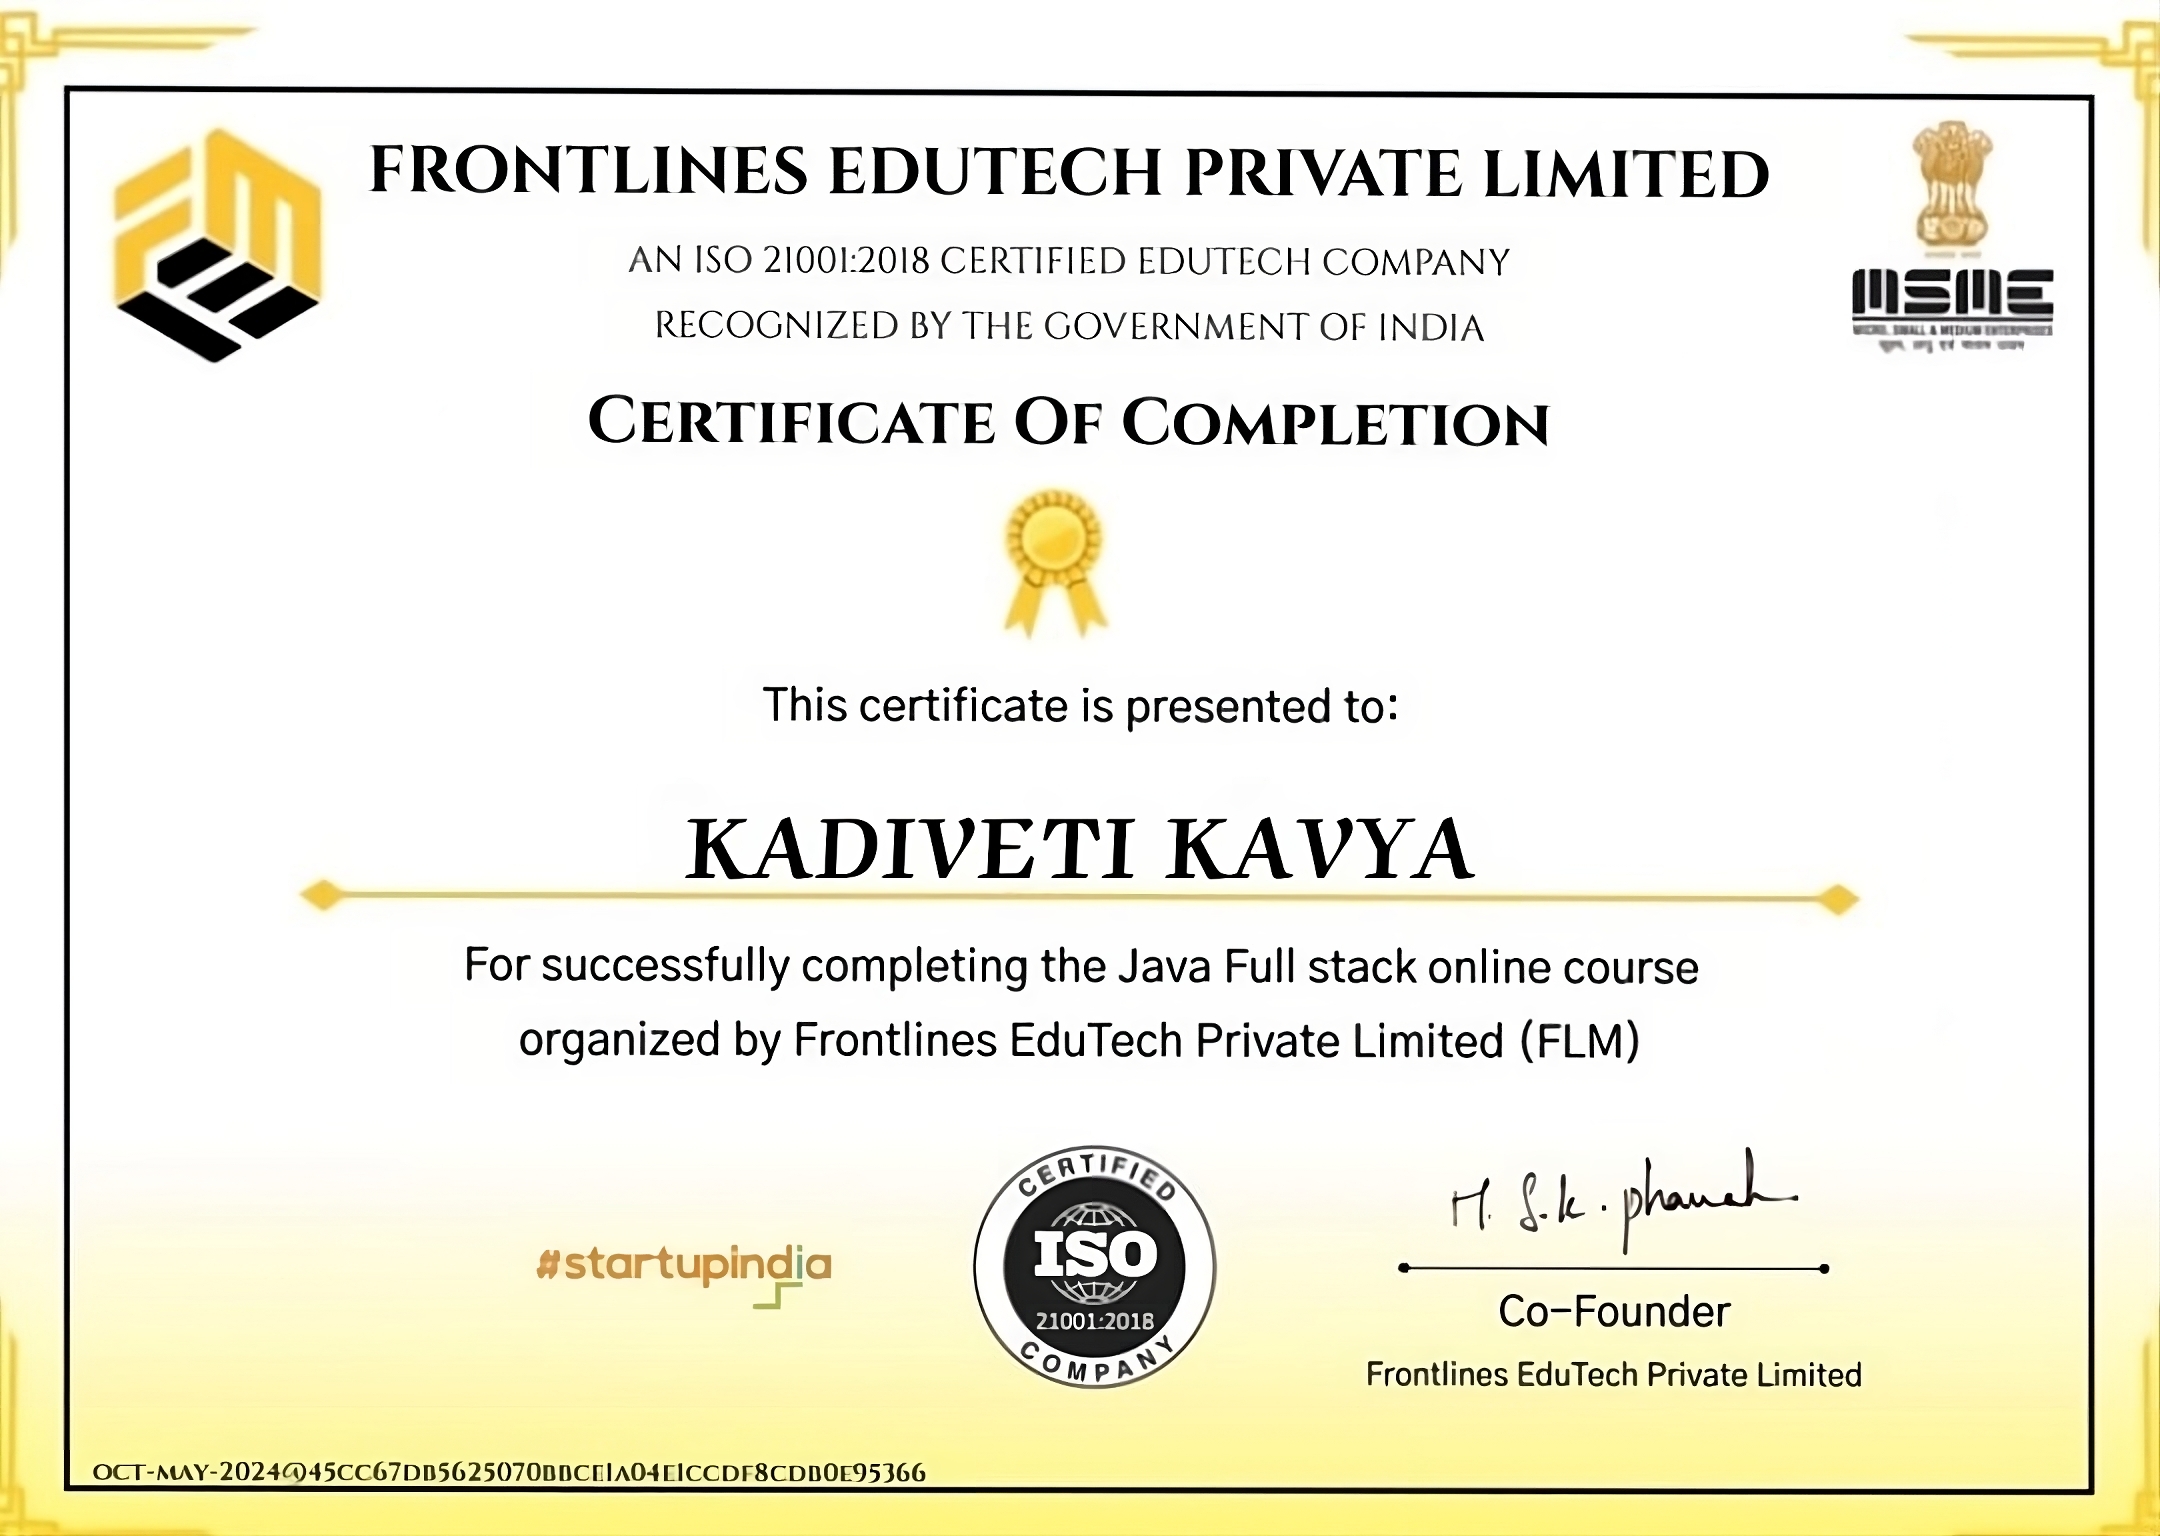 FRONTLINES EDUTECH PRIVATE LIMITED
AN ISO 21001:2018 CERTIFIED EDUTECH COMPANY
RECOGNIZED BY THE GOVERNMENT OF INDIA
MSME
MICRO, SMALL & MEDIUM ENTERPRISES
CERTIFICATE OF COMPLETION
This certificate is presented to:
KADIVETI KAVYA
For successfully completing the Java Full stack online course
organized by Frontlines EduTech Private Limited (FLM)
#startupindia
CERTIFIED
ISO
21001:2018
COMPANY
M. S.k. phanek
Co-Founder
Frontlines EduTech Private Limited
OCT-MAY-2024@45CC67DB5625070BBCE1A04E1CCDF8CDB0E95366